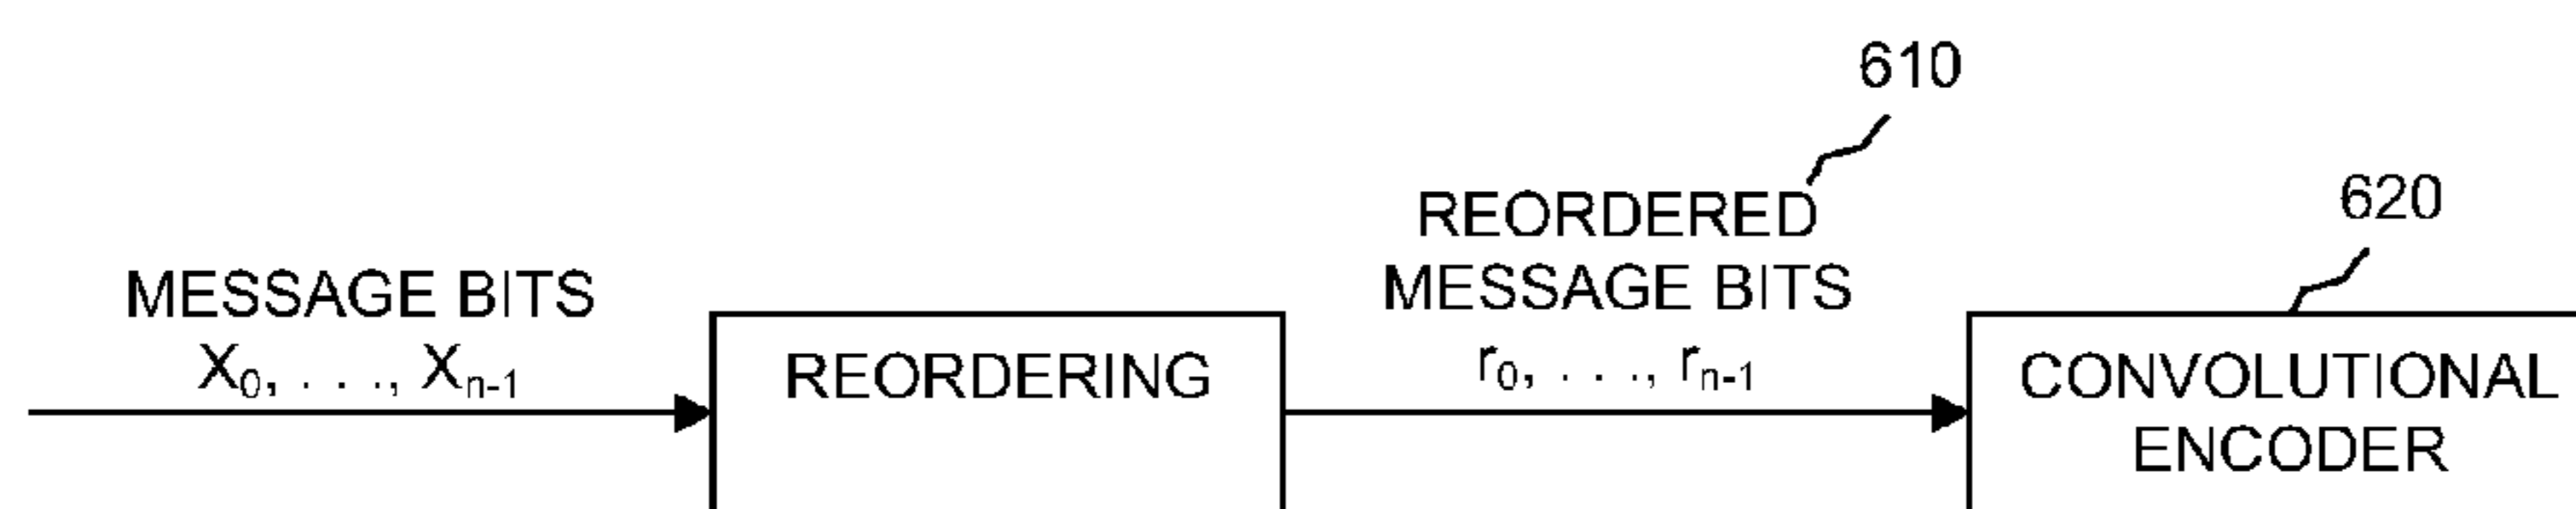 610
REORDERED
MESSAGE BITS
r₀, . . ., rₙ₋₁
620
MESSAGE BITS
X₀, . . ., Xₙ₋₁
REORDERING
CONVOLUTIONAL
ENCODER